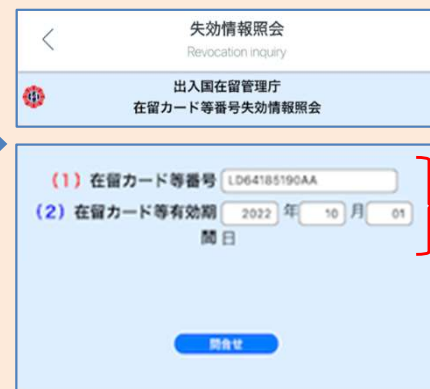 失効情報照会
Revocation inquiry
出入国在留管理庁
在留カード等番号失効情報照会
(1) 在留カード等番号 LD64185190AA
(2) 在留カード等有効期 2022 年 10 月 01
間 日
問合せ